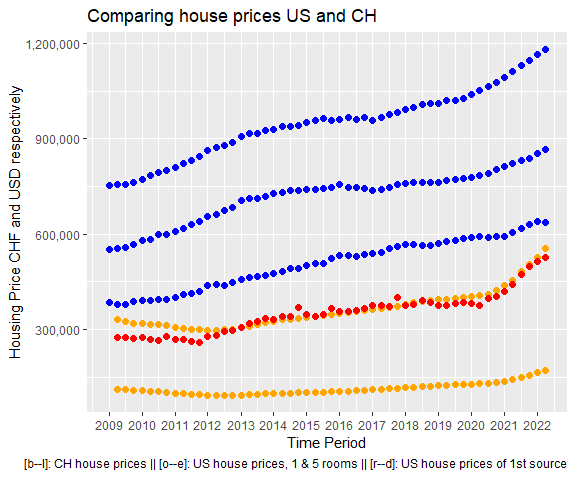 Comparing house prices US and CH
Housing Price CHF and USD respectively
1,200,000
900,000
600,000
300,000
2009 2010 2011 2012 2013 2014 2015 2016 2017 2018 2019 2020 2021 2022
Time Period
[b--l]: CH house prices || [o--e]: US house prices, 1 & 5 rooms || [r--d]: US house prices of 1st source